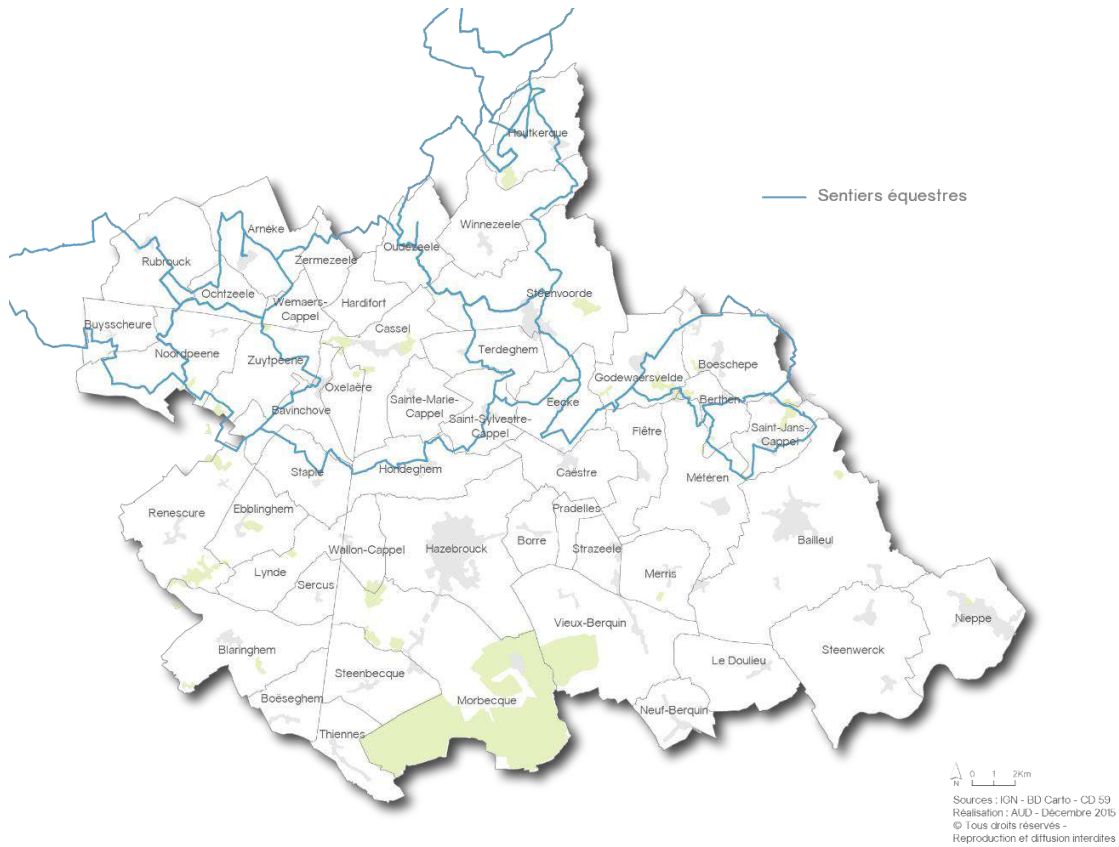 Houtkerque
Sentiers équestres
Winnezeele
Arnèke
Oudezeele
Rubrouck
Zermezeele
Ochtzeele
Steenvoorde
Wemaers-
Cappel
Hardifort
Buysscheure
Cassel
Noordpeene
Zuytpeene
Terdeghem
Boeschepe
Godewaersvelde
Oxelaère
Berthen
Sainte-Marie-
Cappel
Eecke
Bavinchove
Saint-Sylvestre-
Cappel
Saint-Jans-
Cappel
Flêtre
Staple
Hondeghem
Caëstre
Météren
Renescure
Ebblinghem
Pradelles
Wallon-Cappel
Hazebrouck
Borre
Strazeele
Bailleul
Lynde
Sercus
Merris
Nieppe
Vieux-Berquin
Blaringhem
Steenwerck
Le Doulieu
Steenbecque
Boëseghem
Morbecque
Neuf-Berquin
Thiennes
N
0 1 2Km
Sources : IGN - BD Carto - CD 59
Réalisation : AUD - Décembre 2015
© Tous droits réservés -
Reproduction et diffusion interdites